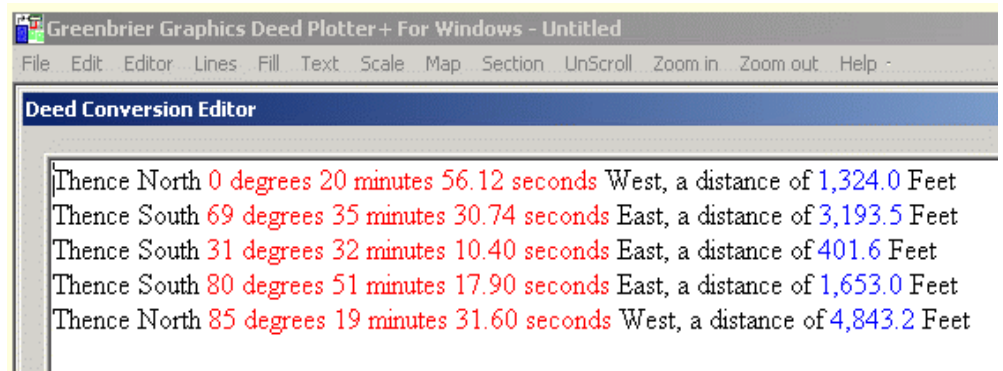 Greenbrier Graphics Deed Plotter+ For Windows - Untitled
File Edit Editor Lines Fill Text Scale Map Section UnScroll Zoom in Zoom out Help
Deed Conversion Editor
Thence North 0 degrees 20 minutes 56.12 seconds West, a distance of 1,324.0 Feet
Thence South 69 degrees 35 minutes 30.74 seconds East, a distance of 3,193.5 Feet
Thence South 31 degrees 32 minutes 10.40 seconds East, a distance of 401.6 Feet
Thence South 80 degrees 51 minutes 17.90 seconds East, a distance of 1,653.0 Feet
Thence North 85 degrees 19 minutes 31.60 seconds West, a distance of 4,843.2 Feet